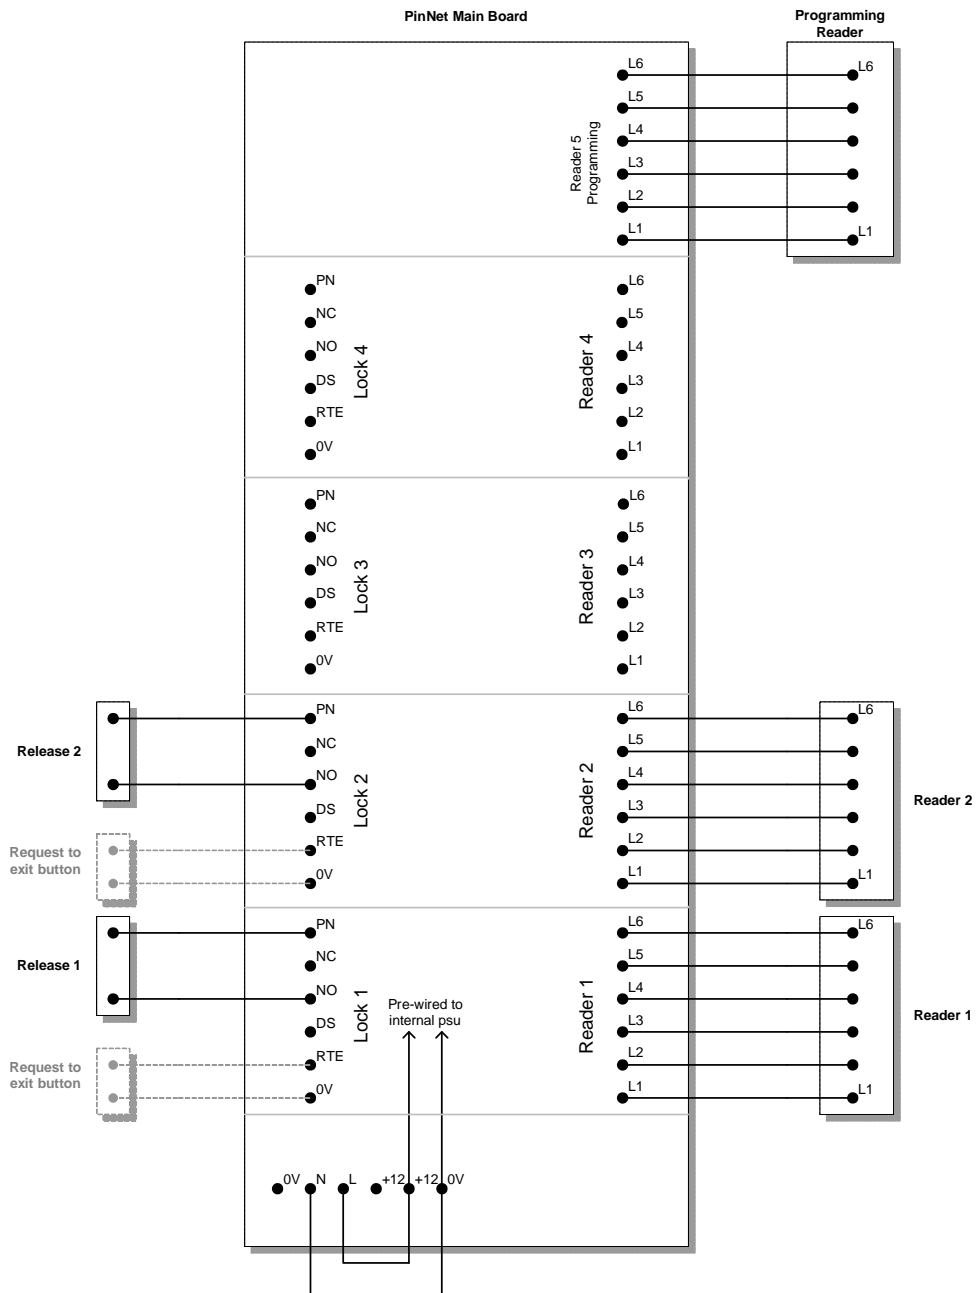 PinNet Main Board
Programming
Reader
L6
L5
L4
L3
L2
L1
Reader 5
Programming
L6
L1
PN
NC
NO
DS
RTE
0V
Lock 4
L6
L5
L4
L3
L2
L1
Reader 4
PN
NC
NO
DS
RTE
0V
Lock 3
L6
L5
L4
L3
L2
L1
Reader 3
Release 2
Request to
exit button
PN
NC
NO
DS
RTE
0V
Lock 2
L6
L5
L4
L3
L2
L1
Reader 2
L6
L1
Reader 2
Release 1
Request to
exit button
PN
NC
NO
DS
RTE
0V
Lock 1
Pre-wired to
internal psu
L6
L5
L4
L3
L2
L1
Reader 1
L6
L1
Reader 1
0V N L +12 +12 0V